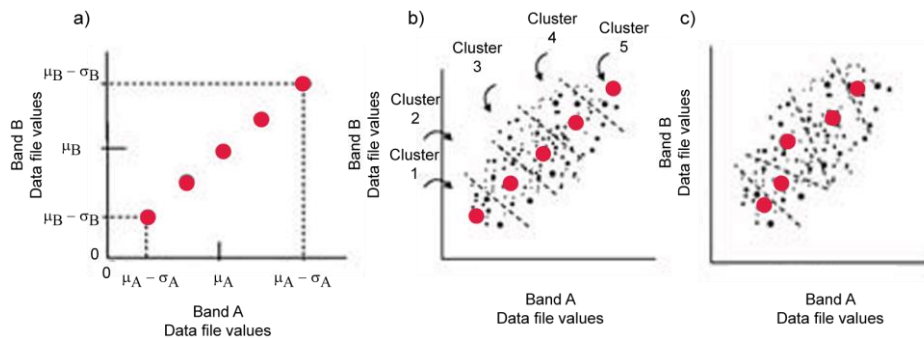 a)
μB − σB
μB
μB − σB
0
0
μA − σA
μA
μA − σA
Band B
Data file values
Band A
Data file values
b)
Cluster
1
Cluster
2
Cluster
3
Cluster
4
Cluster
5
Band B
Data file values
Band A
Data file values
c)
Band B
Data file values
Band A
Data file values